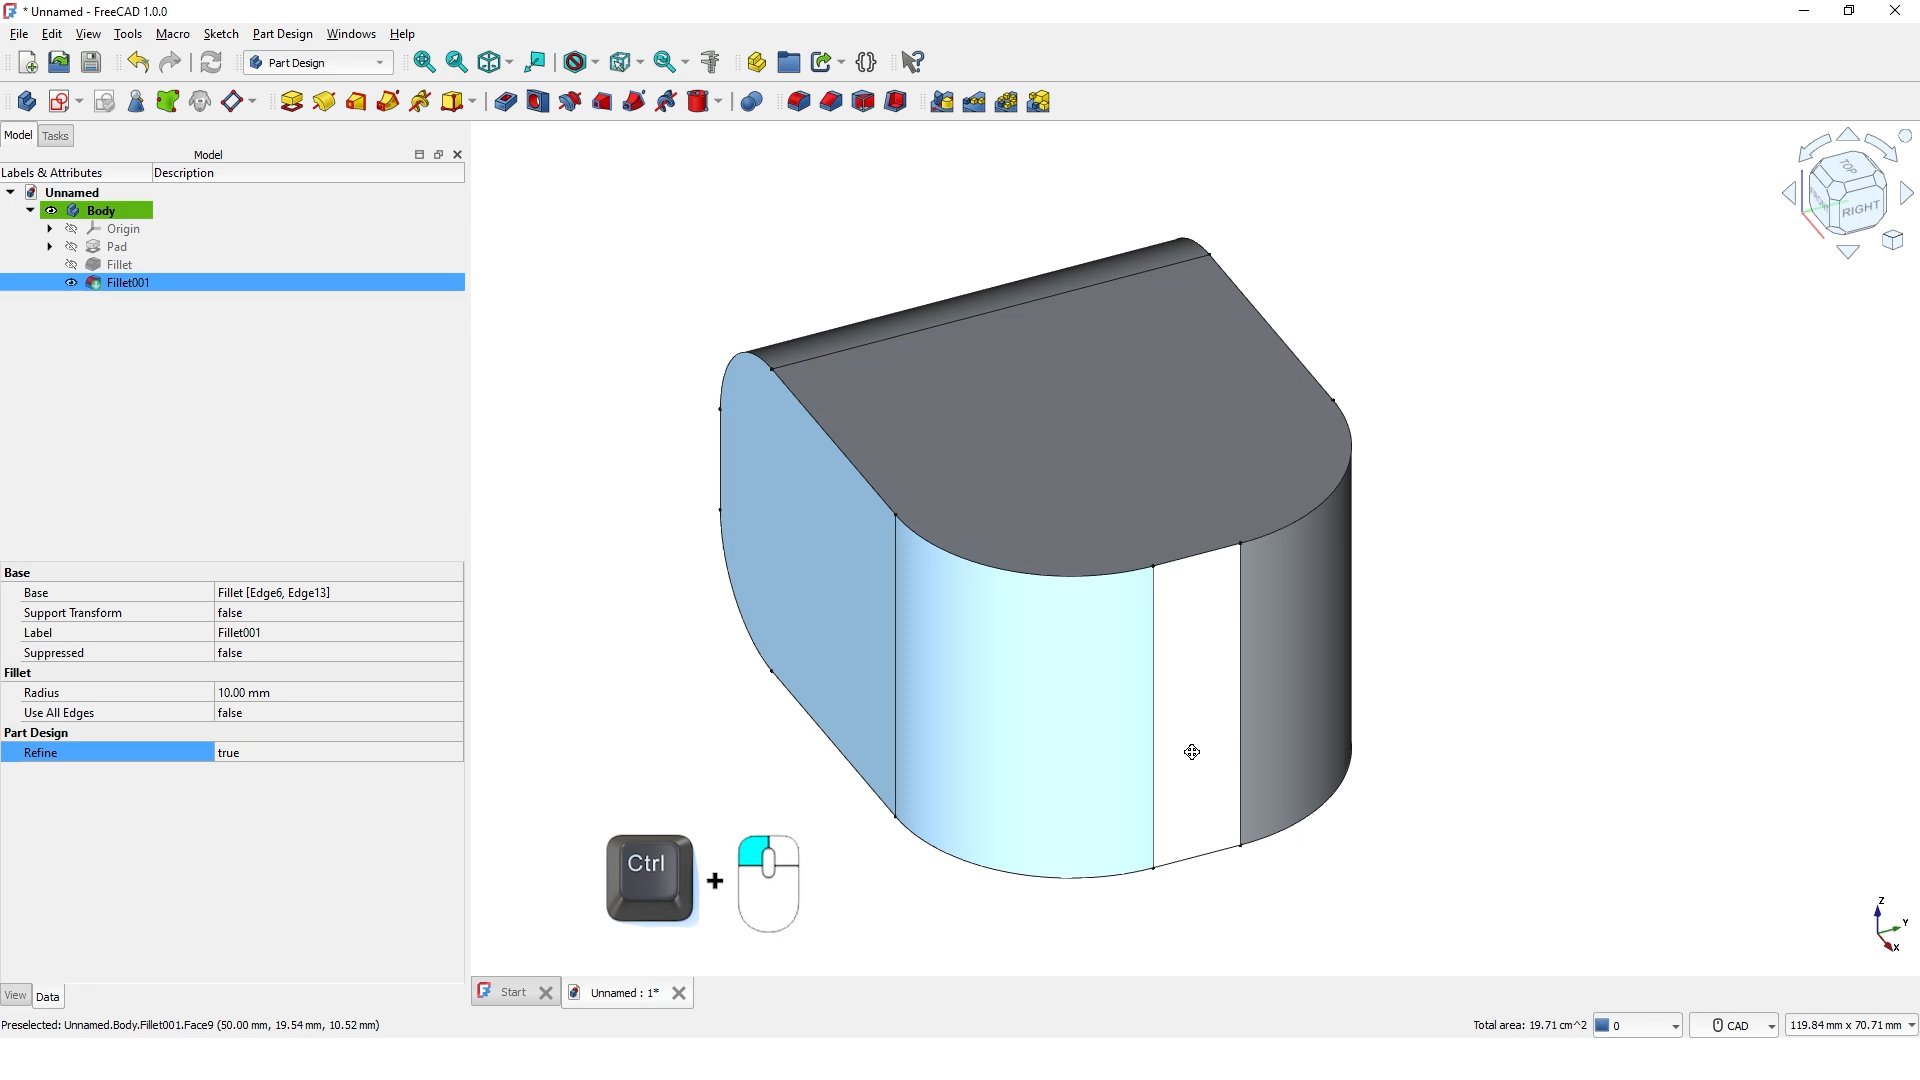 * Unnamed - FreeCAD 1.0.0
File Edit View Tools Macro Sketch Part Design Windows Help
Part Design
Model Tasks
Model
Labels & Attributes Description
Unnamed
Body
Origin
Pad
Fillet
Fillet001
Base
Base Fillet [Edge6, Edge13]
Support Transform false
Label Fillet001
Suppressed false
Fillet
Radius 10.00 mm
Use All Edges false
Part Design
Refine true
View Data
TOP
FRONT
RIGHT
Ctrl
+
Z
Y
X
Start Unnamed : 1*
Preselected: Unnamed.Body.Fillet001.Face9 (50.00 mm, 19.54 mm, 10.52 mm)
Total area: 19.71 cm^2 0 CAD 119.84 mm x 70.71 mm